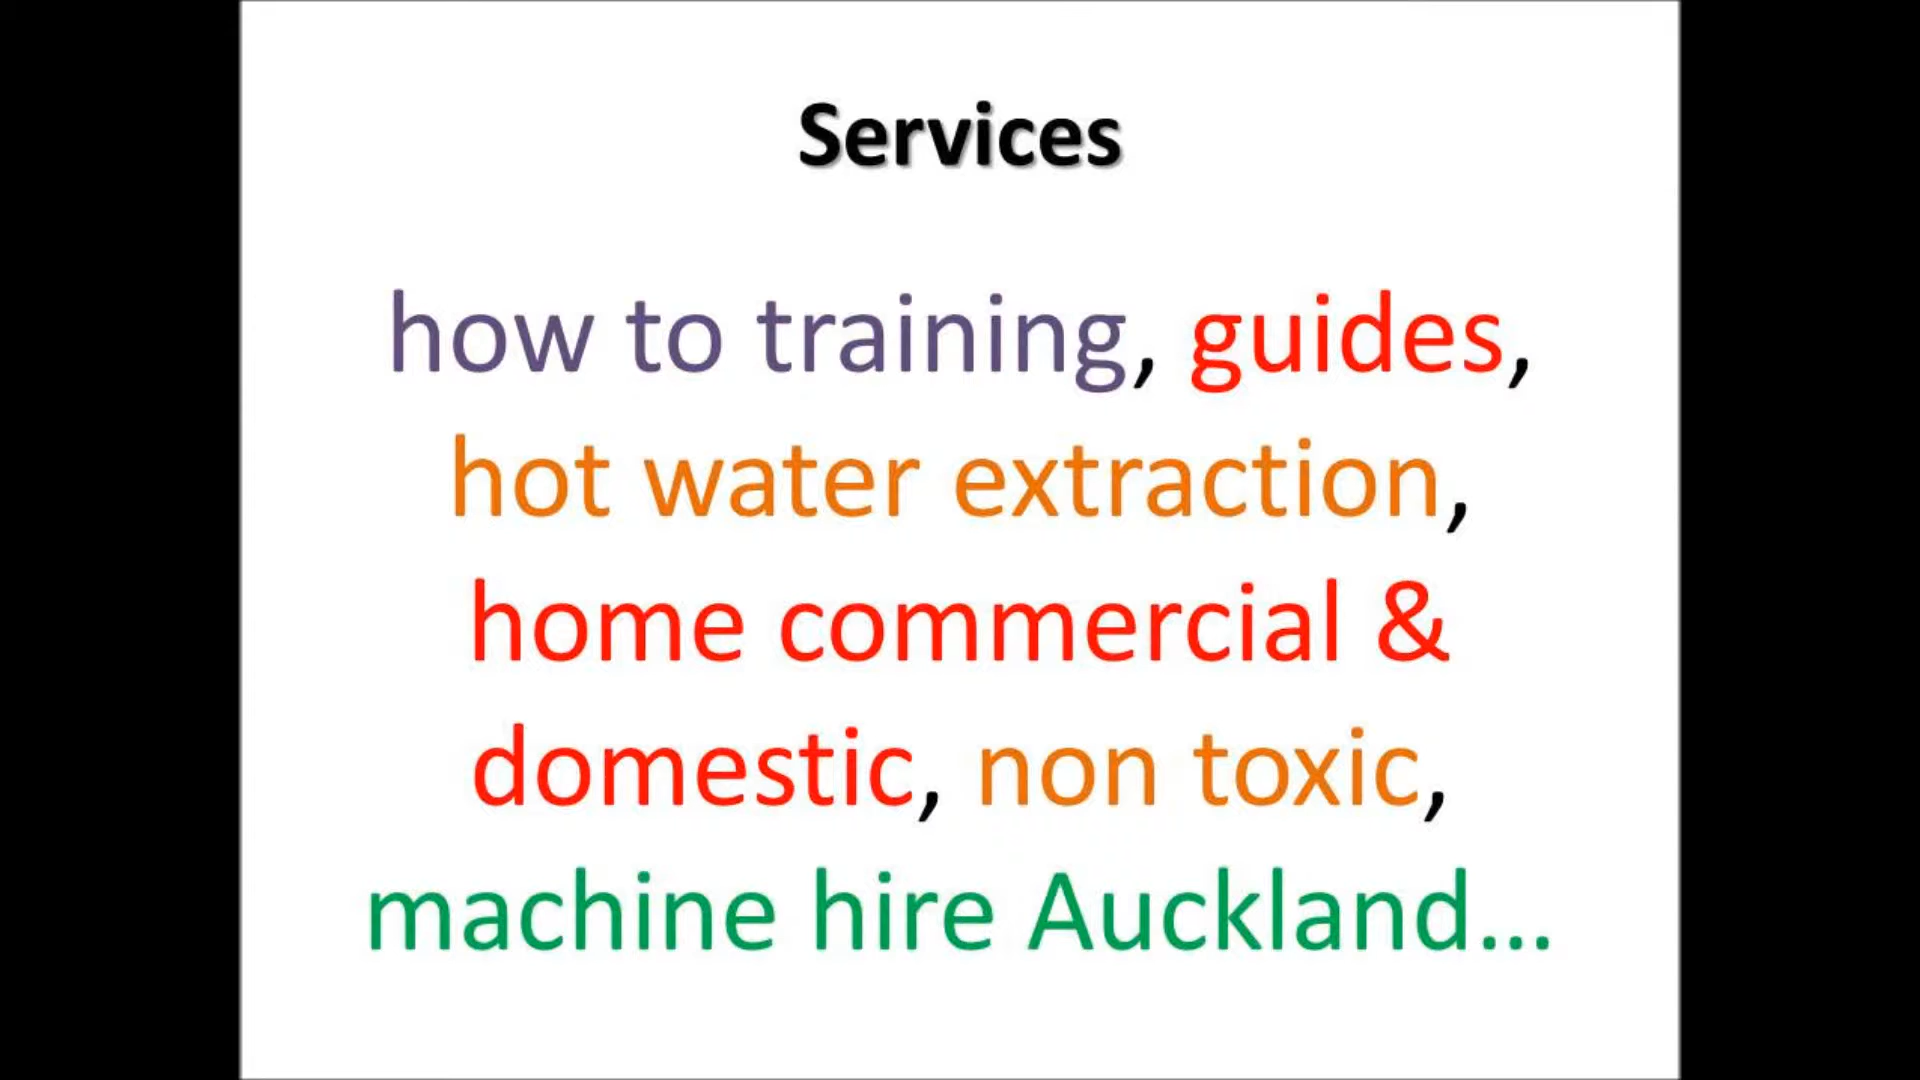 Services
how to training, guides,
hot water extraction,
home commercial &
domestic, non toxic,
machine hire Auckland...